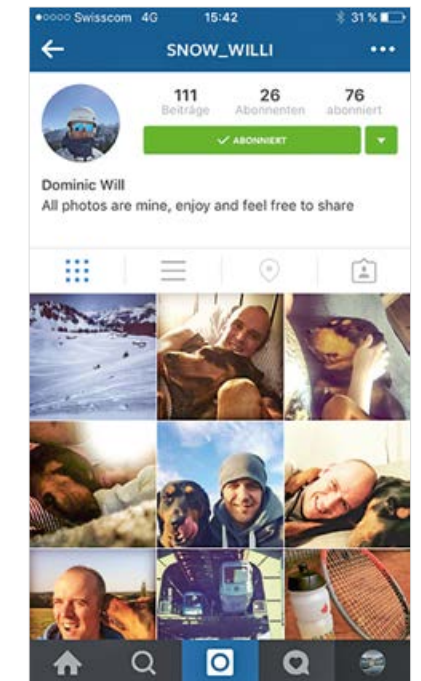 Swisscom 4G 15:42 31 %
SNOW_WILLI
111 26 76
Beiträge Abonnenten abonniert
ABONNIERT
Dominic Will
All photos are mine, enjoy and feel free to share